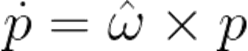 ṗ = ω̂ × p